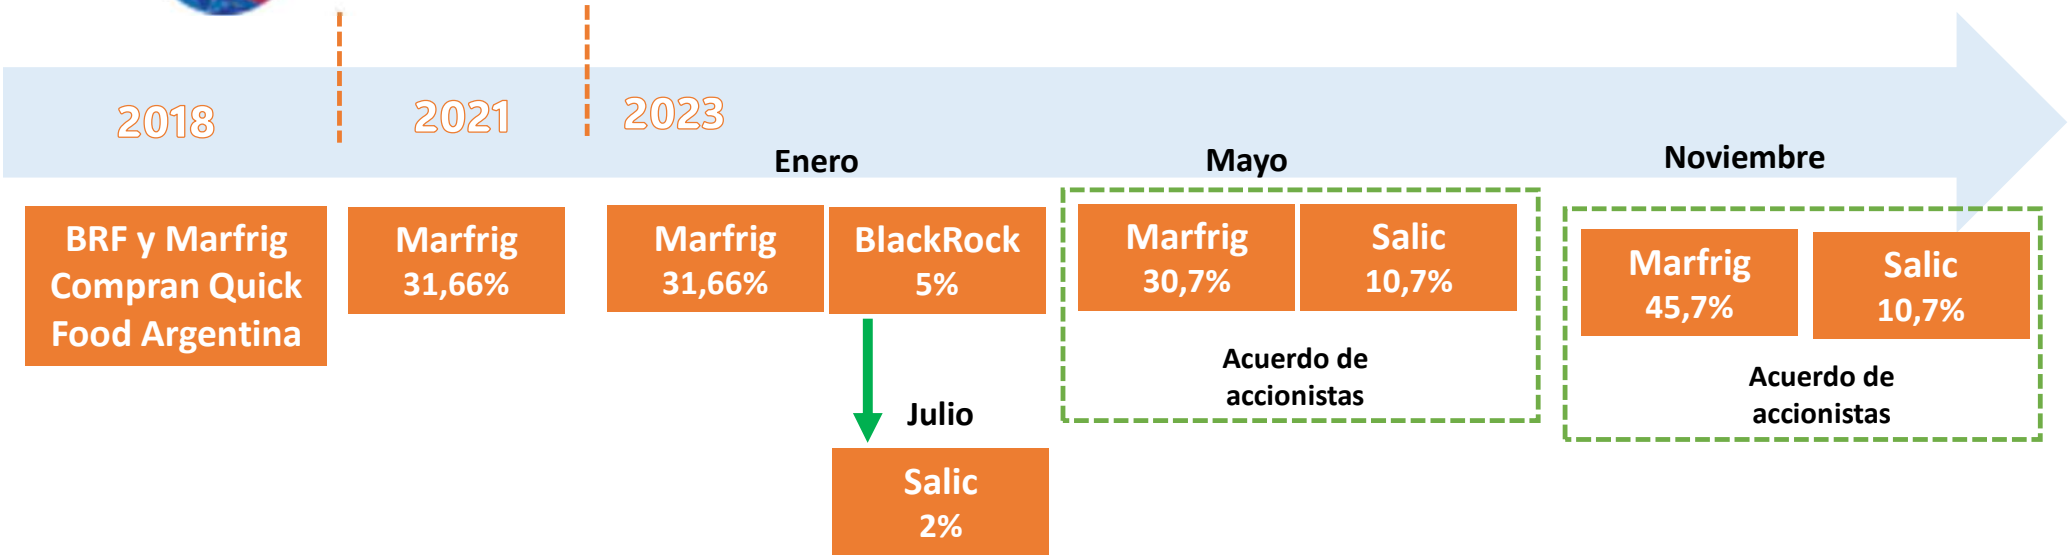 2018
2021
2023
Enero
Mayo
Noviembre
BRF y Marfrig
Compran Quick
Food Argentina
Marfrig
31,66%
Marfrig
31,66%
BlackRock
5%
Julio
Salic
2%
Marfrig
30,7%
Salic
10,7%
Acuerdo de
accionistas
Marfrig
45,7%
Salic
10,7%
Acuerdo de
accionistas